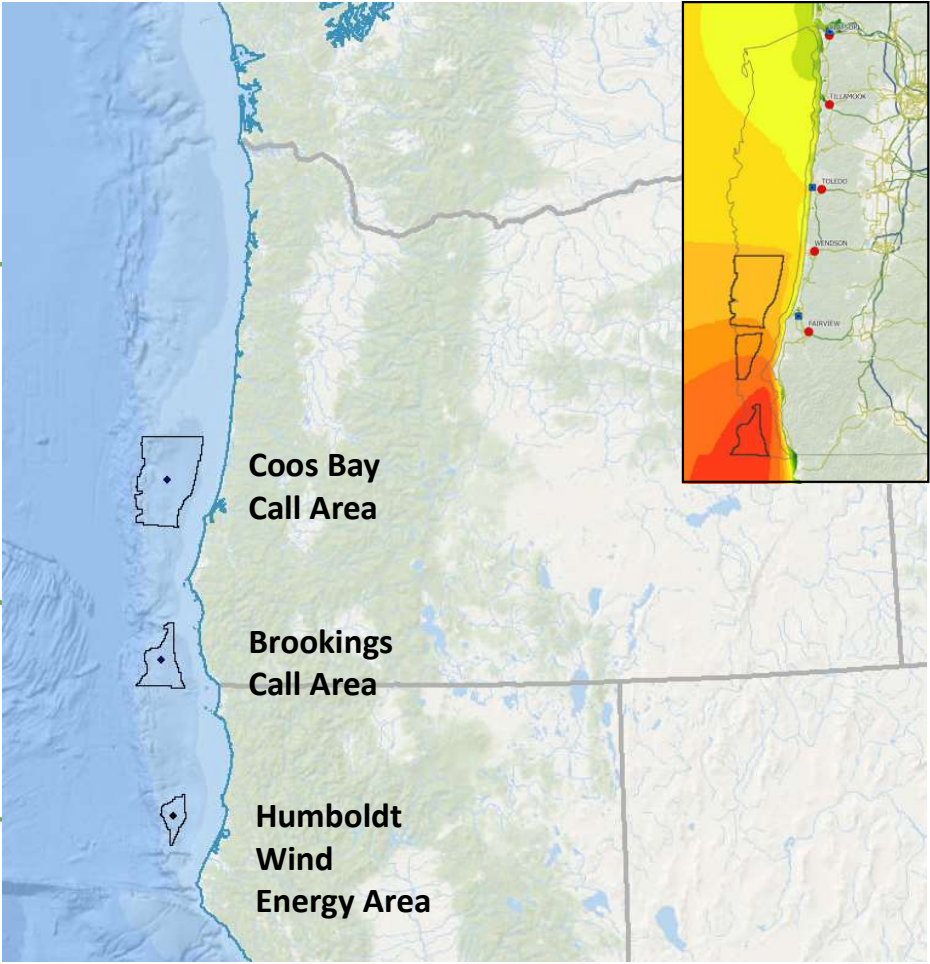 TILLAMOOK
TOLEDO
WENDSON
FAIRVIEW
Coos Bay
Call Area
Brookings
Call Area
Humboldt
Wind
Energy Area